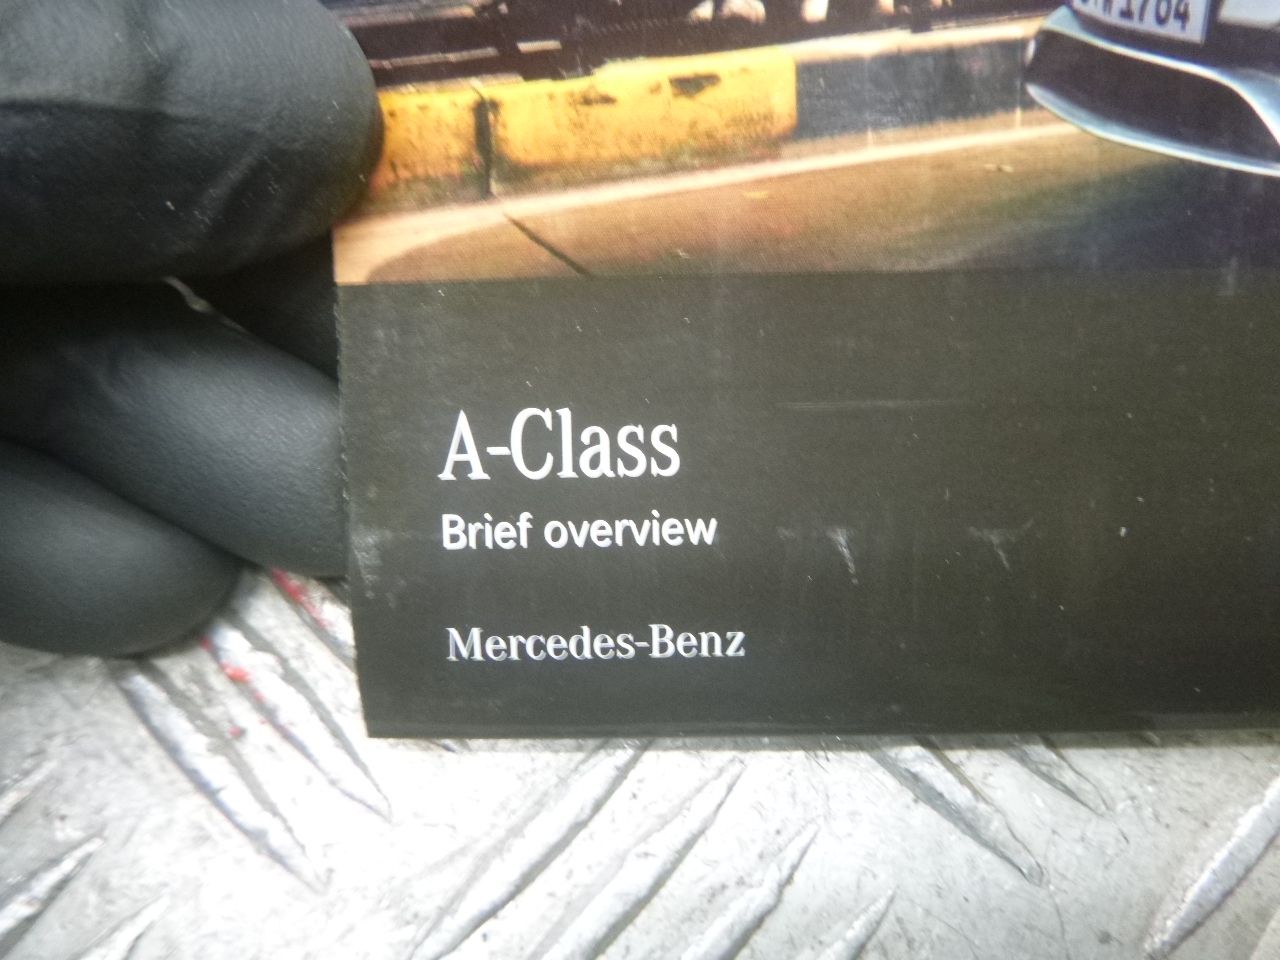 A-Class
Brief overview
Mercedes-Benz